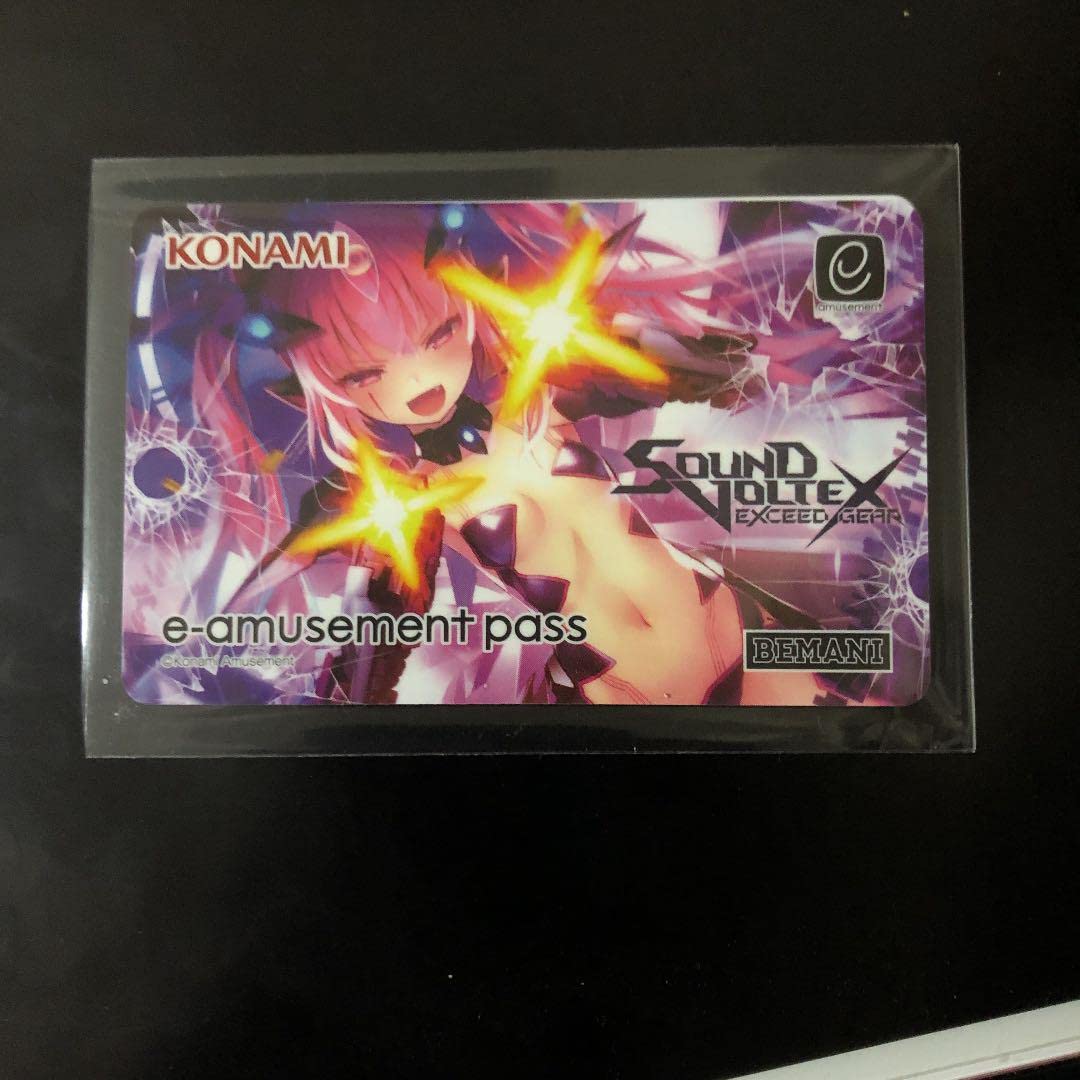 KONAMI
e
amusement
SOUND
VOLTEX
EXCEED GEAR
e-amusement pass
©Konami Amusement
BEMANI